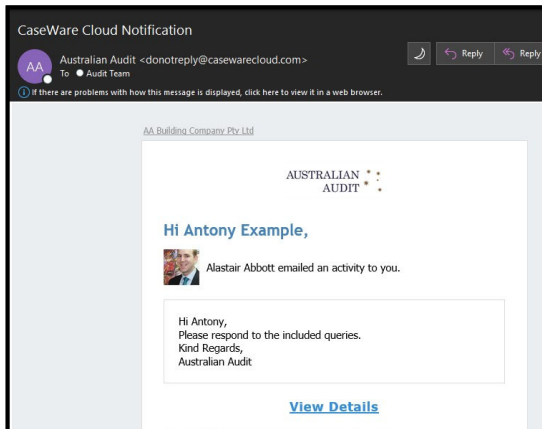 CaseWare Cloud Notification
AA
Australian Audit <donotreply@casewarecloud.com>
To Audit Team
Reply
Reply
If there are problems with how this message is displayed, click here to view it in a web browser.
AA Building Company Pty Ltd
AUSTRALIAN
AUDIT
Hi Antony Example,
Alastair Abbott emailed an activity to you.
Hi Antony,
Please respond to the included queries.
Kind Regards,
Australian Audit
View Details